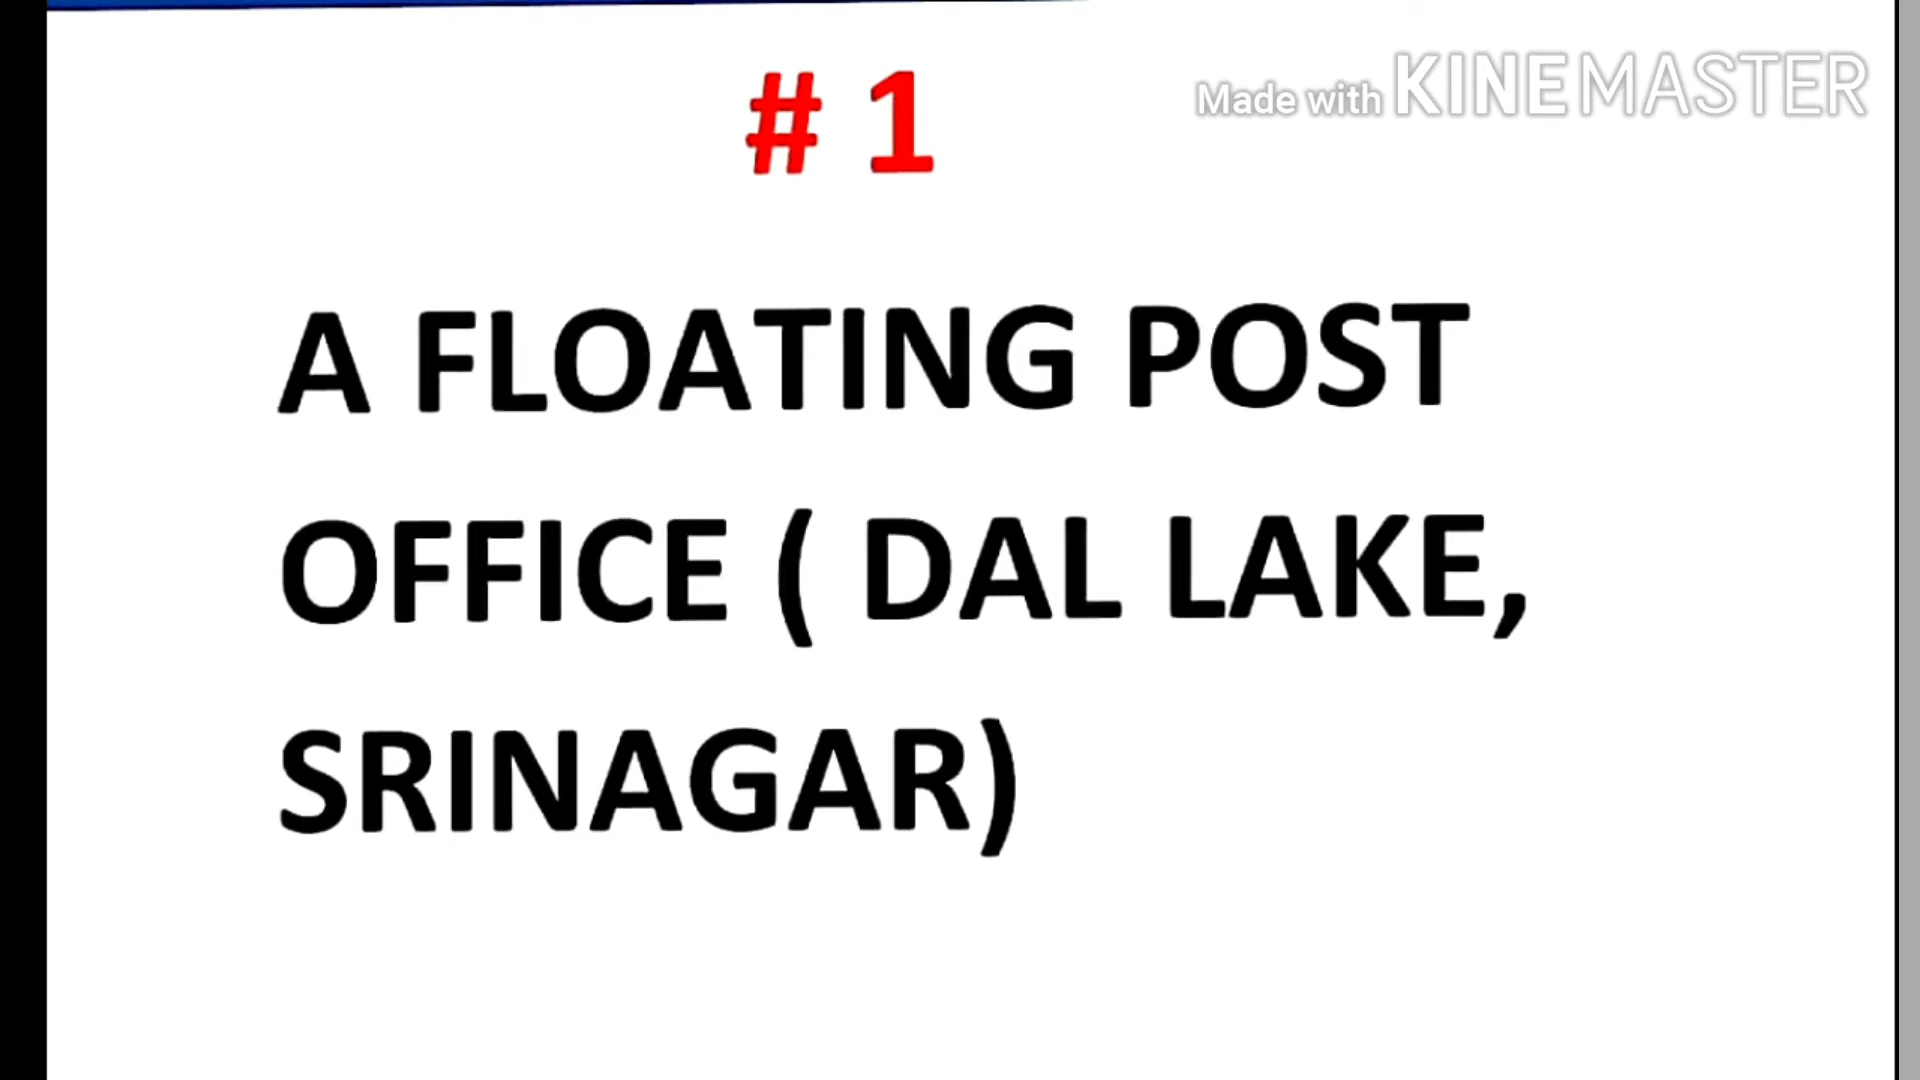 # 1
Made with KINEMASTER
A FLOATING POST
OFFICE ( DAL LAKE,
SRINAGAR)